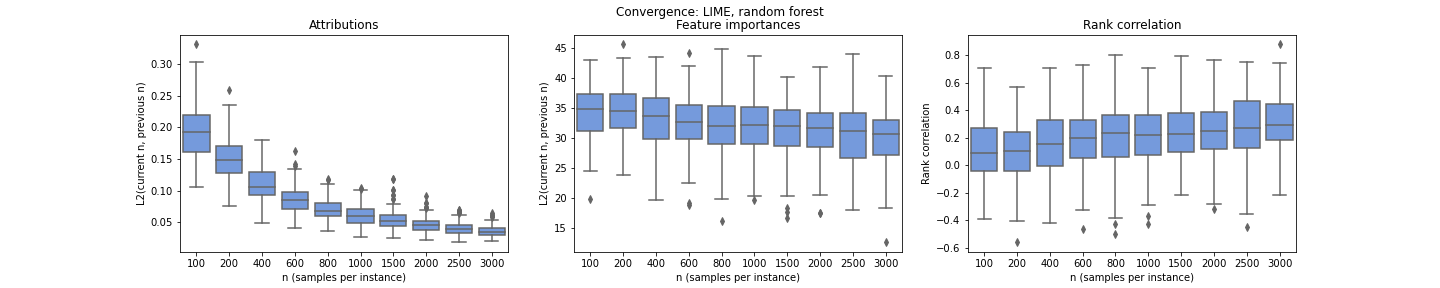 Convergence: LIME, random forest
Attributions
L2(current n, previous n)
0.30
0.25
0.20
0.15
0.10
0.05
100 200 400 600 800 1000 1500 2000 2500 3000
n (samples per instance)
Feature importances
L2(current n, previous n)
45
40
35
30
25
20
15
100 200 400 600 800 1000 1500 2000 2500 3000
n (samples per instance)
Rank correlation
Rank correlation
0.8
0.6
0.4
0.2
0.0
−0.2
−0.4
−0.6
100 200 400 600 800 1000 1500 2000 2500 3000
n (samples per instance)